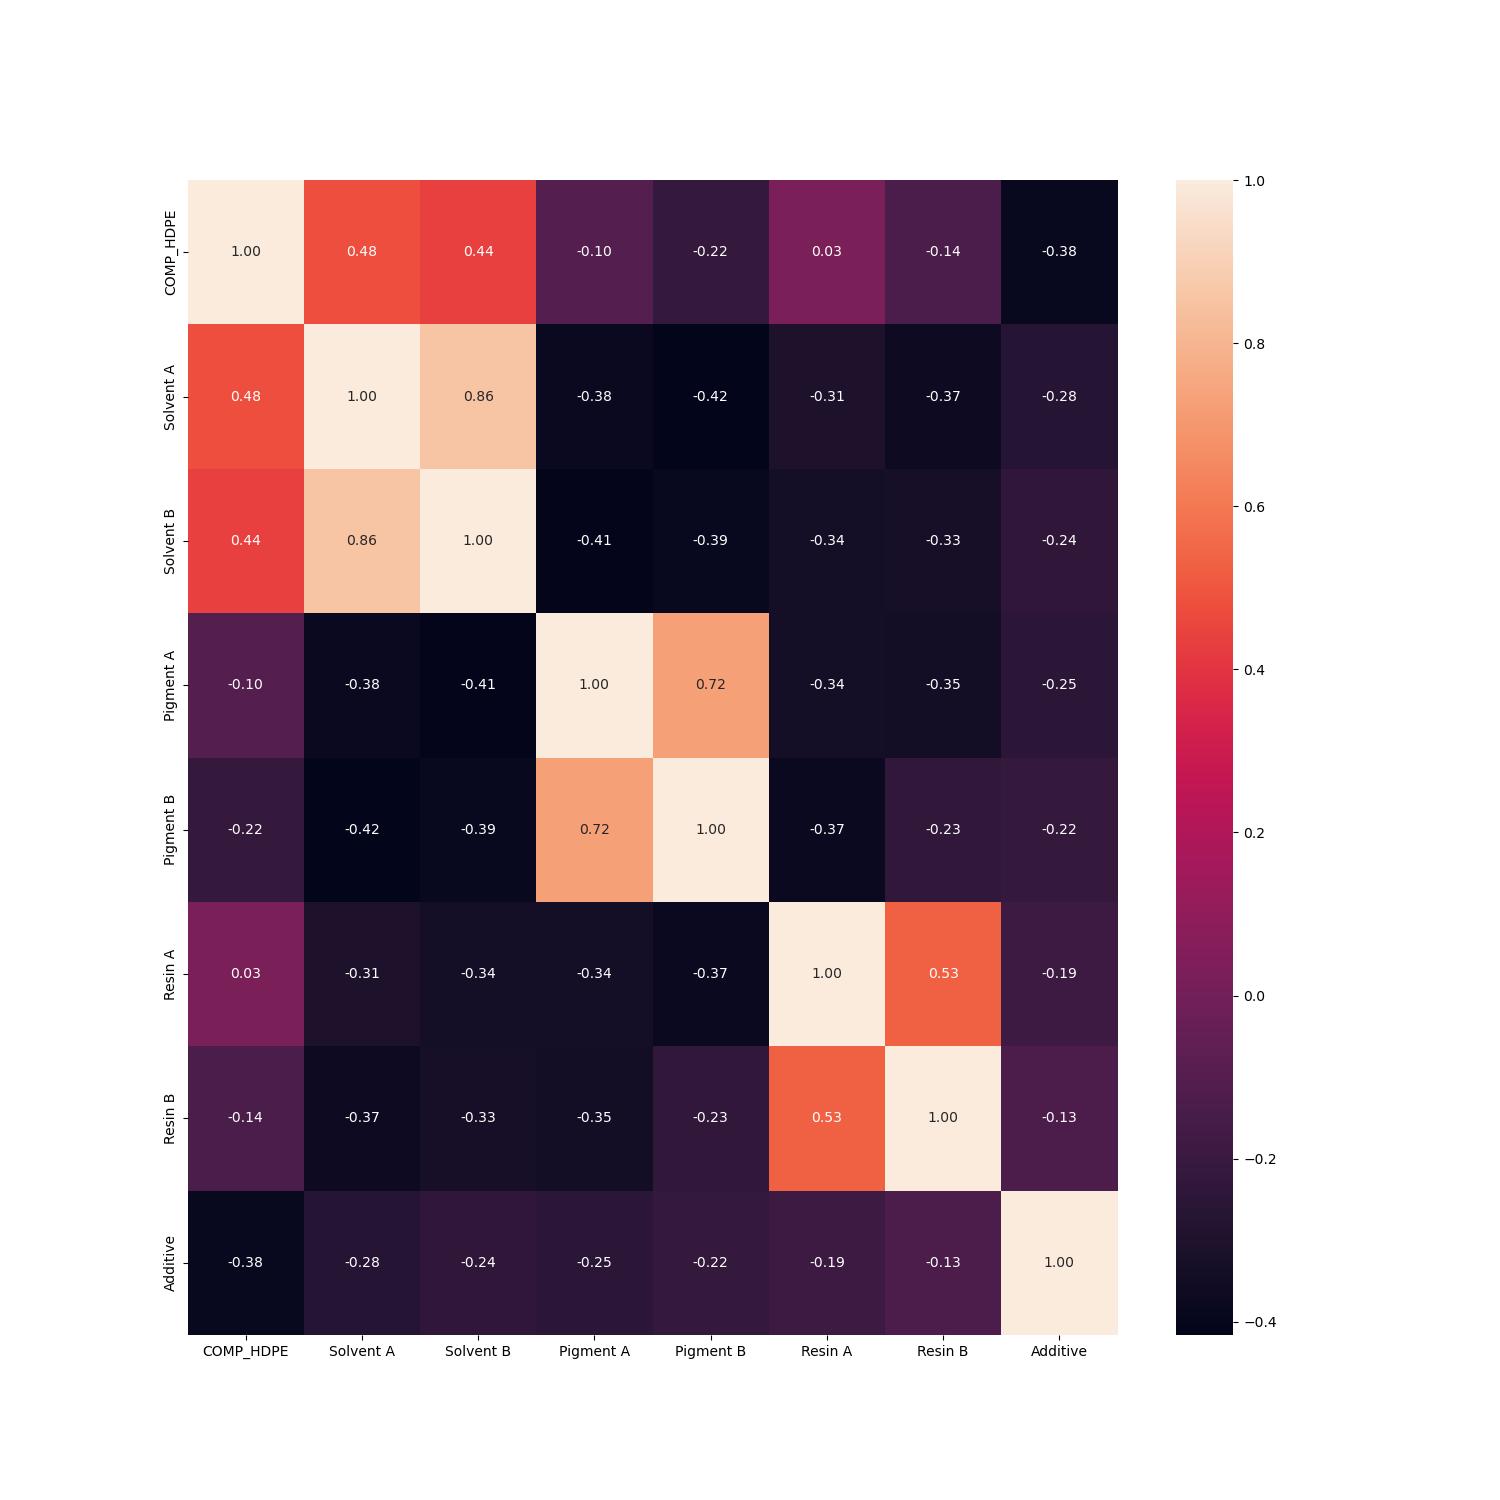 COMP_HDPE 1.00 0.48 0.44 -0.10 -0.22 0.03 -0.14 -0.38
Solvent A 0.48 1.00 0.86 -0.38 -0.42 -0.31 -0.37 -0.28
Solvent B 0.44 0.86 1.00 -0.41 -0.39 -0.34 -0.33 -0.24
Pigment A -0.10 -0.38 -0.41 1.00 0.72 -0.34 -0.35 -0.25
Pigment B -0.22 -0.42 -0.39 0.72 1.00 -0.37 -0.23 -0.22
Resin A 0.03 -0.31 -0.34 -0.34 -0.37 1.00 0.53 -0.19
Resin B -0.14 -0.37 -0.33 -0.35 -0.23 0.53 1.00 -0.13
Additive -0.38 -0.28 -0.24 -0.25 -0.22 -0.19 -0.13 1.00
COMP_HDPE Solvent A Solvent B Pigment A Pigment B Resin A Resin B Additive
1.0
0.8
0.6
0.4
0.2
0.0
−0.2
−0.4